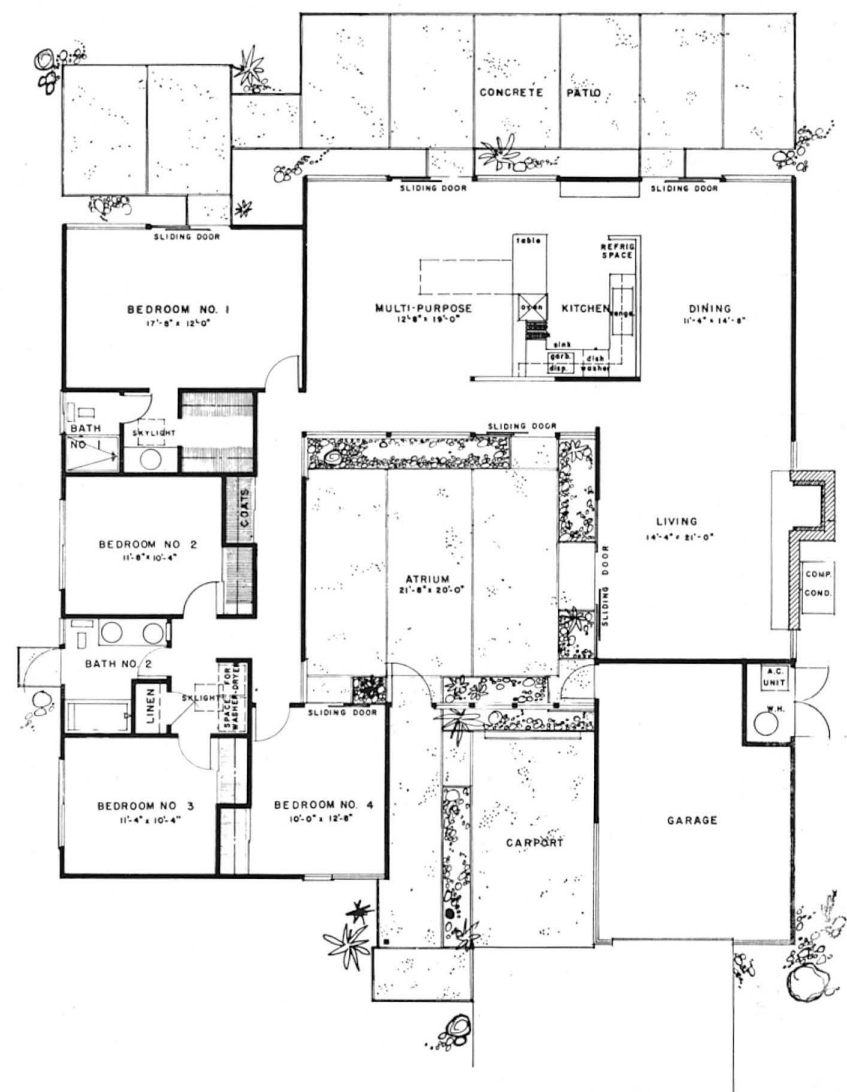 CONCRETE PATIO
SLIDING DOOR
SLIDING DOOR
SLIDING DOOR
table
REFRIG
SPACE
BEDROOM NO. 1
17'-8" x 12'-0"
MULTI-PURPOSE
12'-8" x 19'-0"
oven
KITCHEN
range
DINING
11'-4" x 14'-8"
sink
garb.
disp.
dish
washer
BATH
NO. 1
SKYLIGHT
SLIDING DOOR
COATS
BEDROOM NO 2
11'-8" x 10'-4"
LIVING
14'-4" x 21'-0"
ATRIUM
21'-8" x 20'-0"
SLIDING DOOR
COMP.
COND.
BATH NO. 2
LINEN
SKLIGHT
SPACE FOR
WASHER-DRYER
A.C.
UNIT
W.H.
SLIDING DOOR
BEDROOM NO 3
11'-4" x 10'-4"
BEDROOM NO. 4
10'-0" x 12'-8"
CARPORT
GARAGE